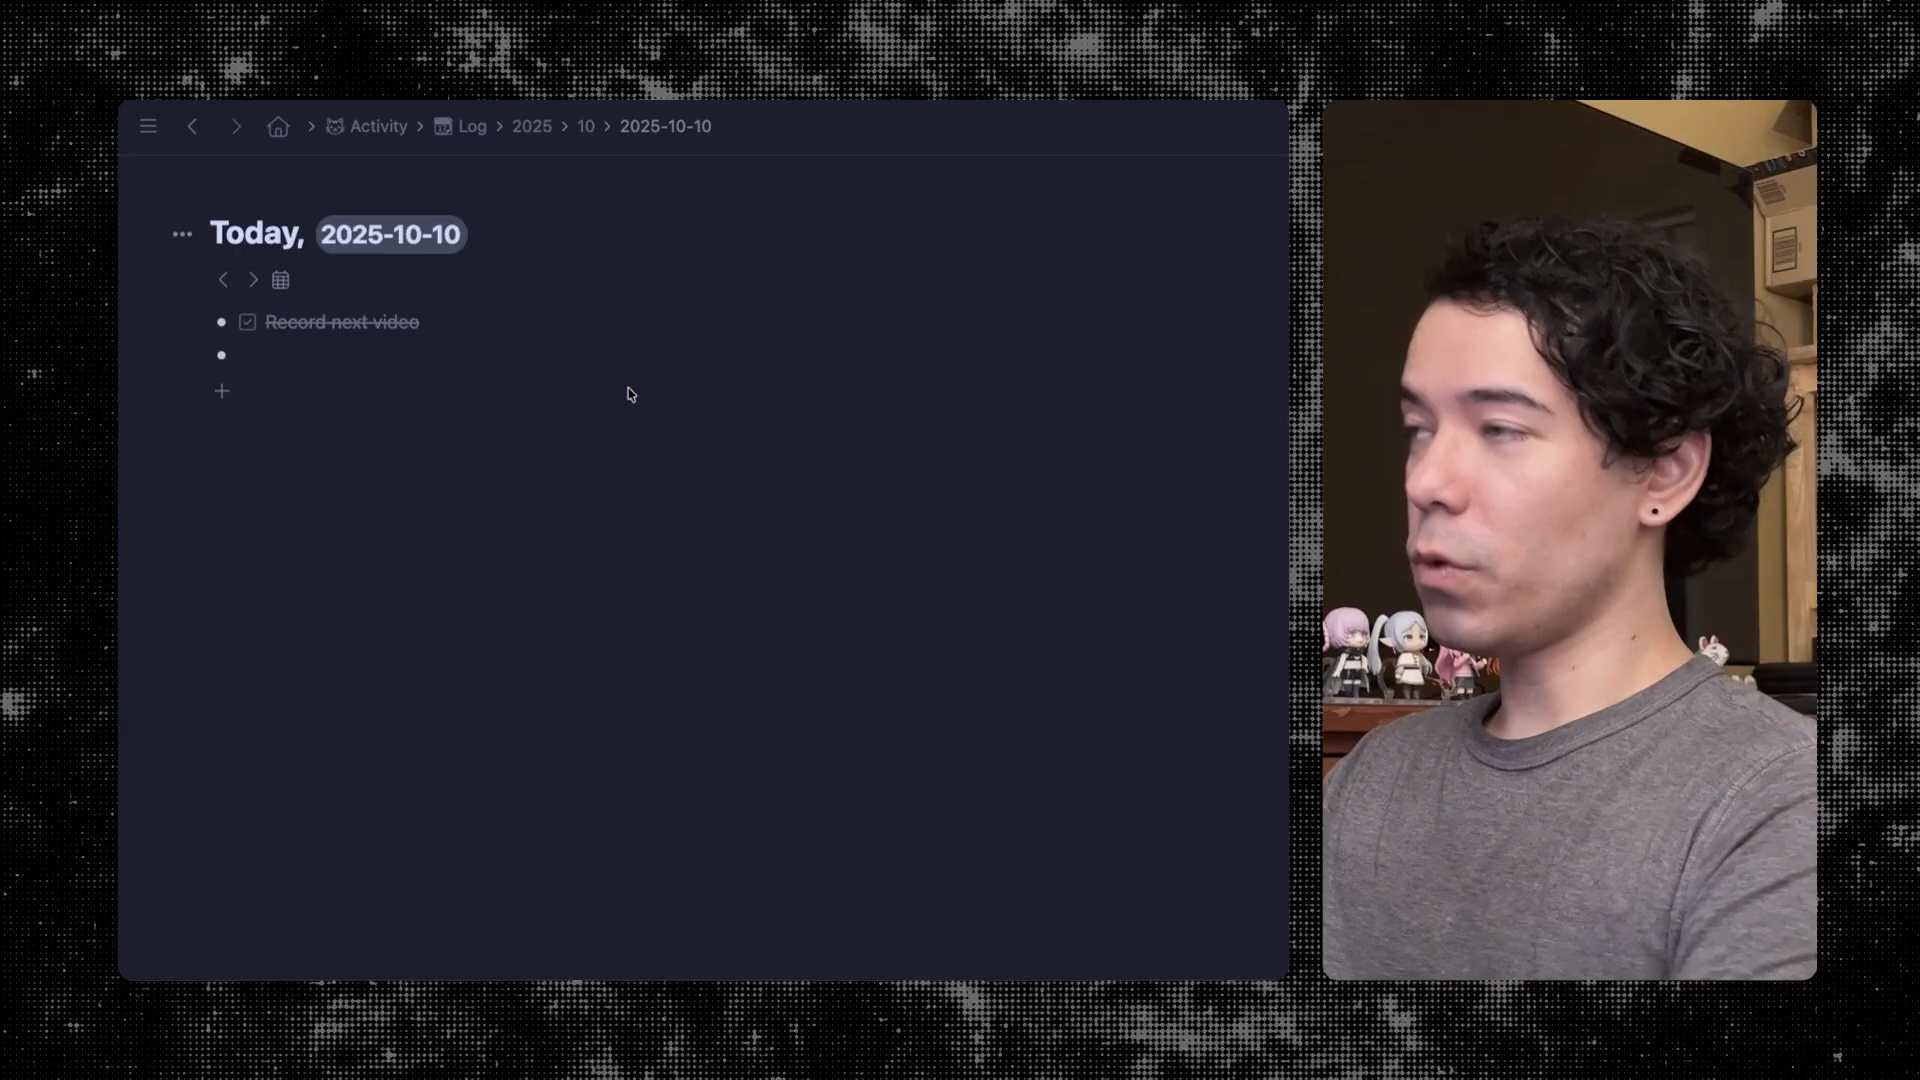 Activity > Log > 2025 > 10 > 2025-10-10
Today, 2025-10-10
Record next video